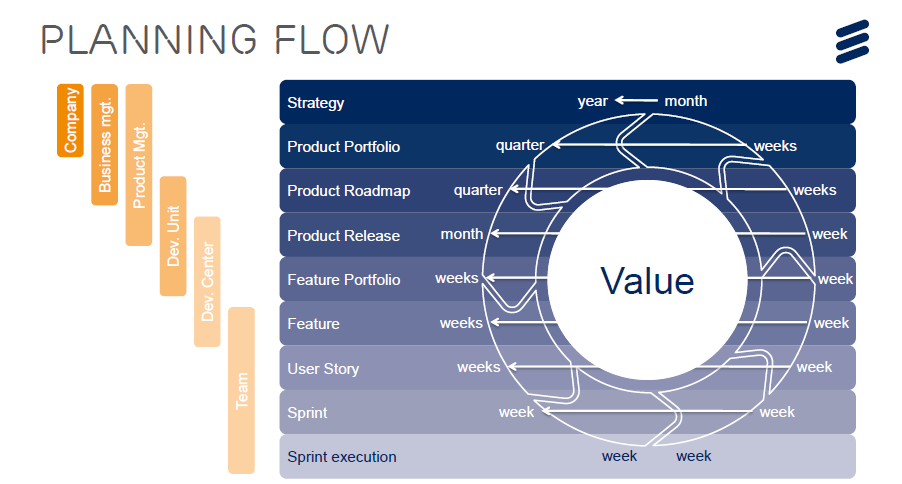 PLANNING FLOW
Company
Business mgt.
Product Mgt.
Dev. Unit
Dev. Center
Team
Strategy year month
Product Portfolio quarter weeks
Product Roadmap quarter weeks
Product Release month week
Feature Portfolio weeks week
Value
Feature weeks week
User Story weeks week
Sprint week week
Sprint execution week week